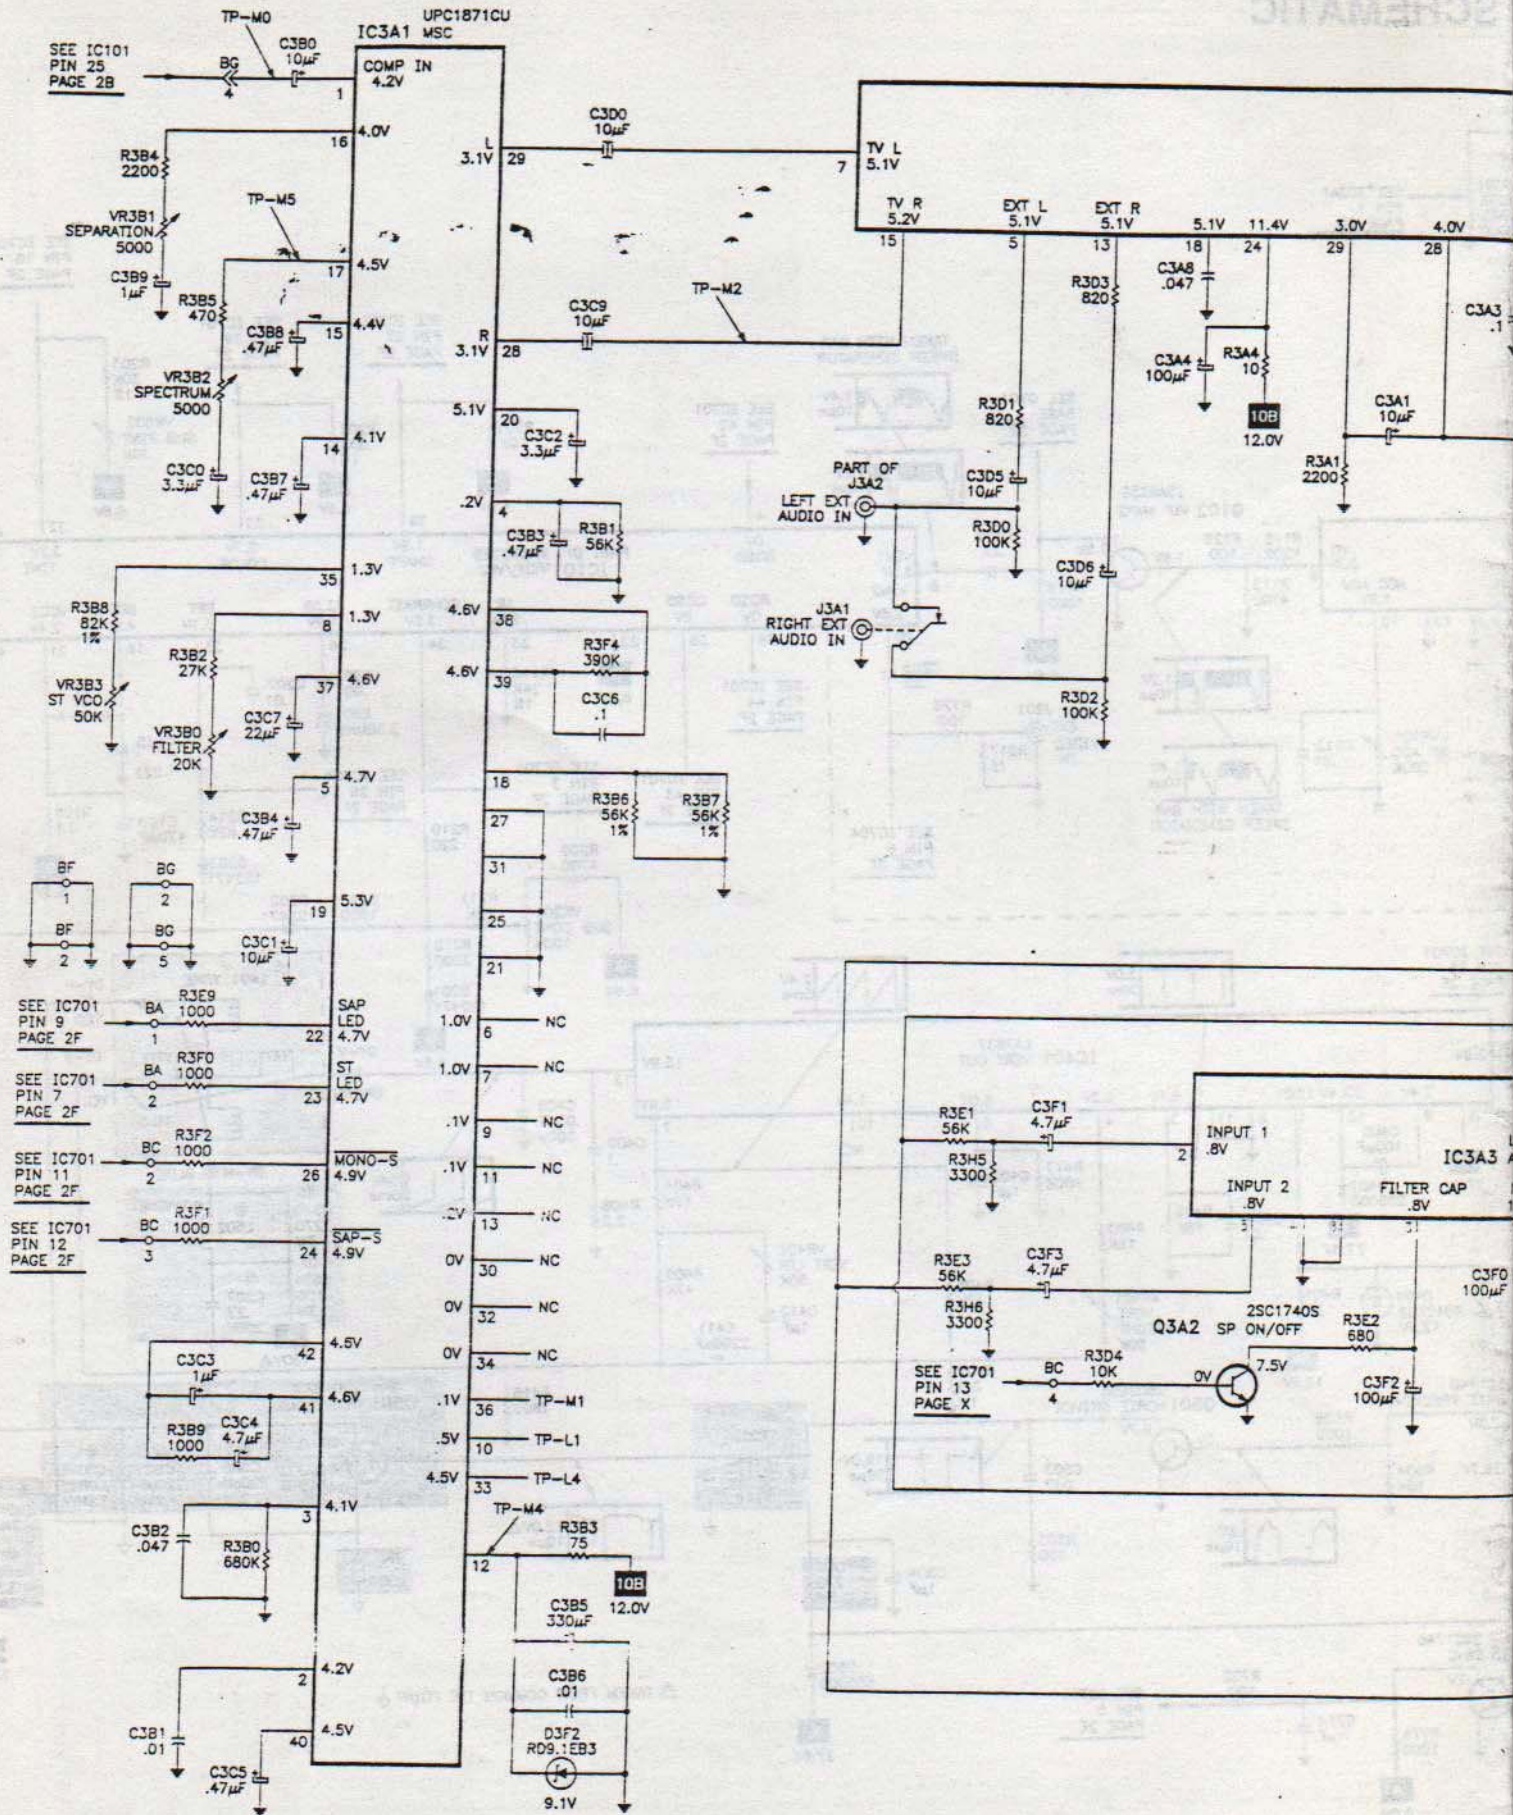 SCHEMATIC
TP-M0
UPC1871CU
IC3A1 MSC
SEE IC101
PIN 25
PAGE 2B
BG
4
C3B0
10µF
1
COMP IN
4.2V
16
4.0V
R3B4
2200
VR3B1
SEPARATION
5000
C3B9
1µF
TP-M5
17
4.5V
R3B5
470
15
4.4V
C3B8
.47µF
VR3B2
SPECTRUM
5000
C3C0
3.3µF
14
4.1V
C3B7
.47µF
35
1.3V
R3B8
82K
1%
VR3B3
ST VCO
50K
8
1.3V
R3B2
27K
VR3B0
FILTER
20K
37
4.6V
C3C7
22µF
5
4.7V
C3B4
.47µF
19
5.3V
C3C1
10µF
BF
1
BF
2
BG
2
BG
5
SEE IC701
PIN 9
PAGE 2F
BA
1
R3E9
1000
22
SAP
LED
4.7V
SEE IC701
PIN 7
PAGE 2F
BA
2
R3F0
1000
23
ST
LED
4.7V
SEE IC701
PIN 11
PAGE 2F
BC
2
R3F2
1000
26
MONO-S
4.9V
SEE IC701
PIN 12
PAGE 2F
BC
3
R3F1
1000
24
SAP-S
4.9V
42
4.5V
C3C3
1µF
41
4.6V
R3B9
1000
C3C4
4.7µF
3
4.1V
C3B2
.047
R3B0
680K
2
4.2V
C3B1
.01
40
4.5V
C3C5
.47µF
L
3.1V
29
C3D0
10µF
7
TV L
5.1V
R
3.1V
28
C3C9
10µF
TP-M2
5.1V
20
C3C2
3.3µF
.2V
4
C3B3
.47µF
R3B1
56K
4.6V
38
R3F4
390K
4.6V
39
C3C6
.1
18
R3B6
56K
1%
R3B7
56K
1%
27
31
25
21
1.0V
6
NC
1.0V
7
NC
.1V
9
NC
.1V
11
NC
.2V
13
NC
0V
30
NC
0V
32
NC
0V
34
NC
.1V
36
TP-M1
.5V
10
TP-L1
4.5V
33
TP-L4
TP-M4
12
R3B3
75
10B
12.0V
C3B5
330µF
C3B6
.01
D3F2
RD9.1EB3
9.1V
TV R
5.2V
15
EXT L
5.1V
5
EXT R
5.1V
13
5.1V
18
11.4V
24
3.0V
29
4.0V
28
C3A8
.047
R3D3
820
C3A3
.1
C3A4
100µF
R3A4
10
10B
12.0V
C3A1
10µF
R3A1
2200
R3D1
820
PART OF
J3A2
LEFT EXT
AUDIO IN
C3D5
10µF
R3D0
100K
C3D6
10µF
J3A1
RIGHT EXT
AUDIO IN
R3D2
100K
R3E1
56K
C3F1
4.7µF
R3H5
3300
2
INPUT 1
.8V
IC3A3
INPUT 2
.8V
FILTER CAP
.8V
R3E3
56K
C3F3
4.7µF
R3H6
3300
C3F0
100µF
2SC1740S
Q3A2 SP ON/OFF
R3E2
680
SEE IC701
PIN 13
PAGE X
BC
4
R3D4
10K
0V
7.5V
C3F2
100µF